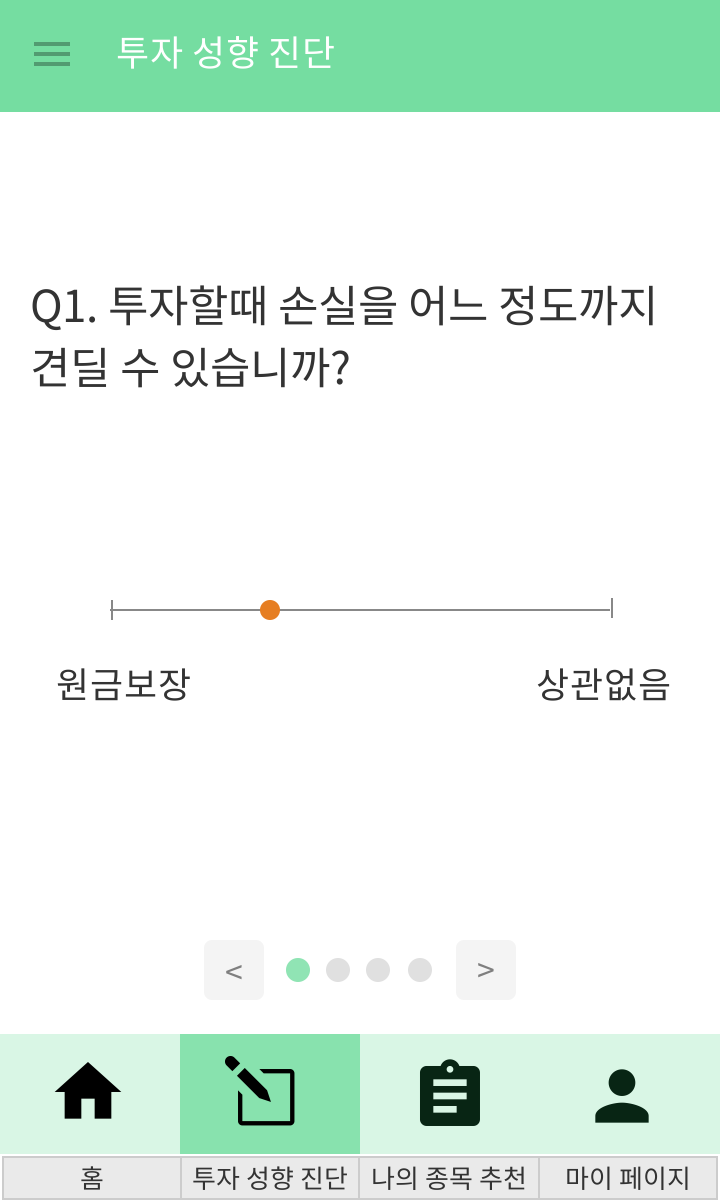 투자 성향 진단
Q1. 투자할때 손실을 어느 정도까지
견딜 수 있습니까?
원금보장 상관없음
< >
홈 투자 성향 진단 나의 종목 추천 마이 페이지